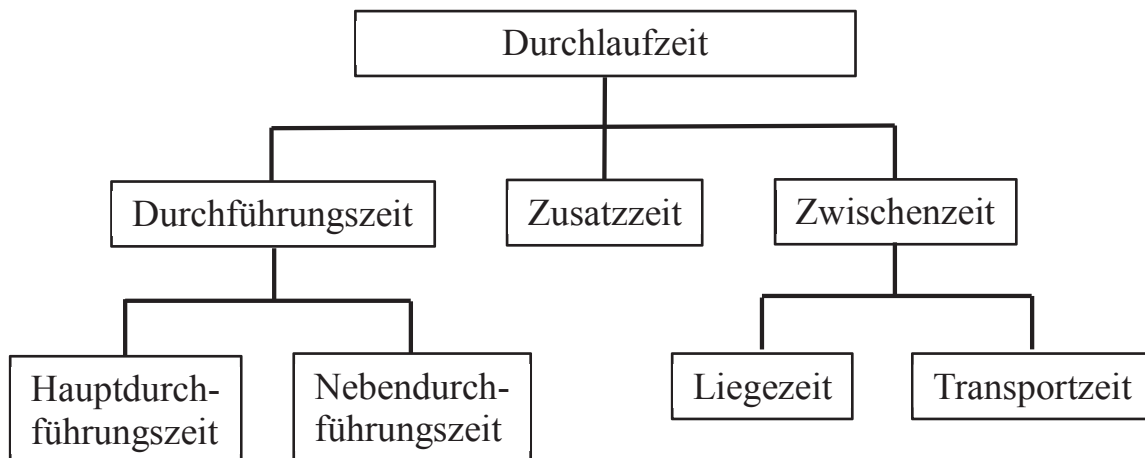 Durchlaufzeit
Durchführungszeit
Zusatzzeit
Zwischenzeit
Hauptdurch-
führungszeit
Nebendurch-
führungszeit
Liegezeit
Transportzeit